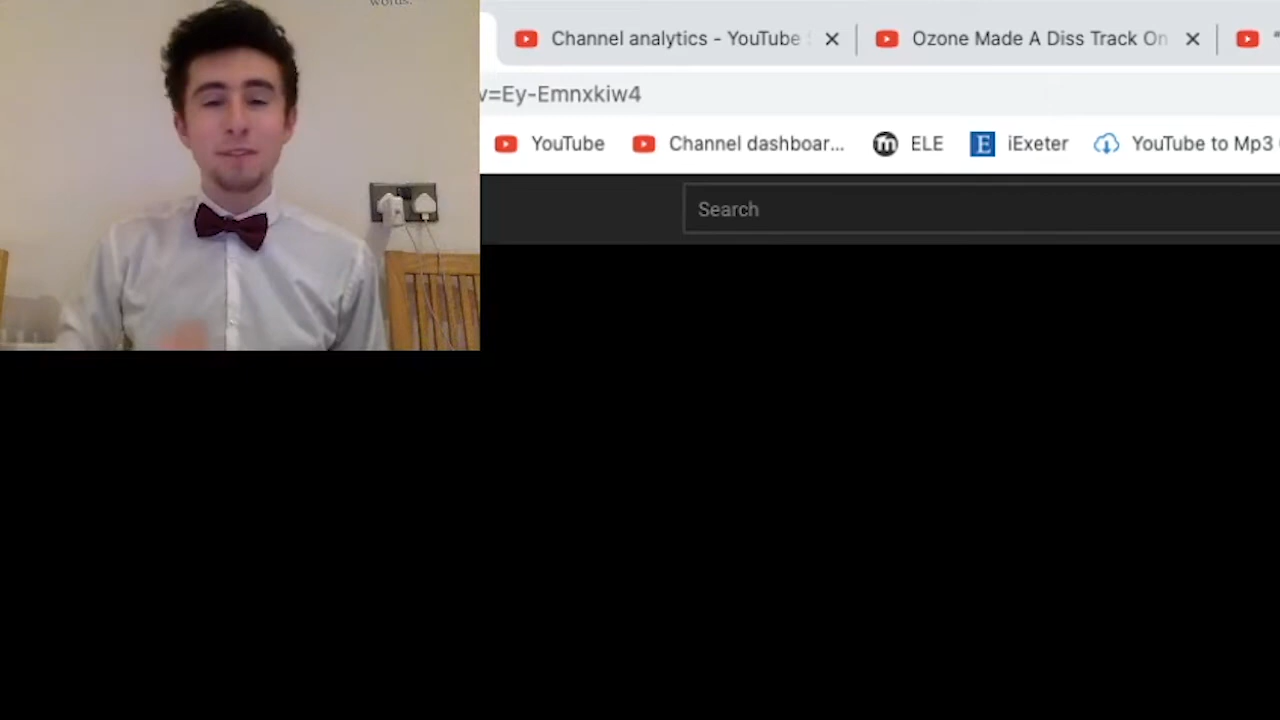 words.
Channel analytics - YouTube
Ozone Made A Diss Track On
v=Ey-Emnxkiw4
YouTube
Channel dashboar...
ELE
iExeter
YouTube to Mp3
Search